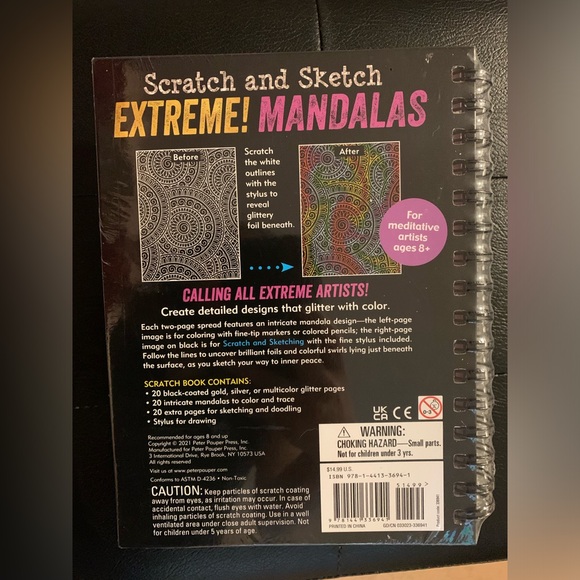 Scratch and Sketch
EXTREME! MANDALAS
Before
Scratch
the white
outlines
with the
stylus to
reveal
glittery
foil beneath.
After
For
meditative
artists
ages 8+
CALLING ALL EXTREME ARTISTS!
Create detailed designs that glitter with color.
Each two-page spread features an intricate mandala design—the left-page
image is for coloring with fine-tip markers or colored pencils; the right-page
image on black is for Scratch and Sketching with the fine stylus included.
Follow the lines to uncover brilliant foils and colorful swirls lying just beneath
the surface, as you sketch your way to inner peace.
SCRATCH BOOK CONTAINS:
• 20 black-coated gold, silver, or multicolor glitter pages
• 20 intricate mandalas to color and trace
• 20 extra pages for sketching and doodling
• Stylus for drawing
UK
CA CE
0-3
Recommended for ages 8 and up
Copyright © 2021 Peter Pauper Press, Inc.
Manufactured for Peter Pauper Press, Inc.
3 International Drive, Rye Brook, NY 10573 USA
All rights reserved
Visit us at www.peterpauper.com
Conforms to ASTM D-4236 • Non-Toxic
WARNING:
CHOKING HAZARD—Small parts.
Not for children under 3 yrs.
CAUTION: Keep particles of scratch coating
away from eyes, as irritation may occur. In case of
accidental contact, flush eyes with water. Avoid
inhaling particles of scratch coating. Use in a well
ventilated area under close adult supervision. Not for
children under 5 years of age.
$14.99 U.S.
ISBN 978-1-4413-3694-1
51499
9 781441 336941
PRINTED IN CHINA